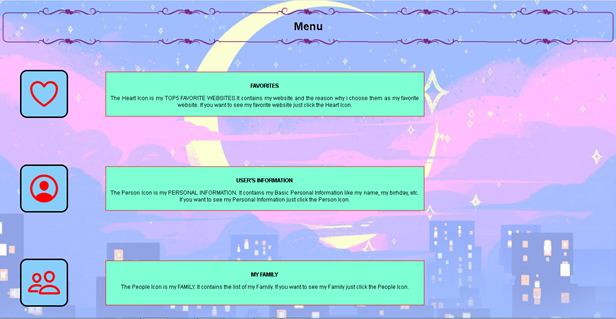 Menu
FAVORITES
The Heart Icon is my TOP5 FAVORITE WEBSITES.It contains my website and the reason why i choose them as my favorite
website. If you want to see my favorite website just click the Heart Icon.
USER'S INFORMATION
The Person Icon is my PERSONAL INFORMATION. It contains my Basic Personal Information like my name, my birhday, etc.
If you want to see my Personal Information just click the Person Icon.
MY FAMILY
The People Icon is my FAMILY. It contains the list of my Family. If you want to see my Family just click the People Icon.